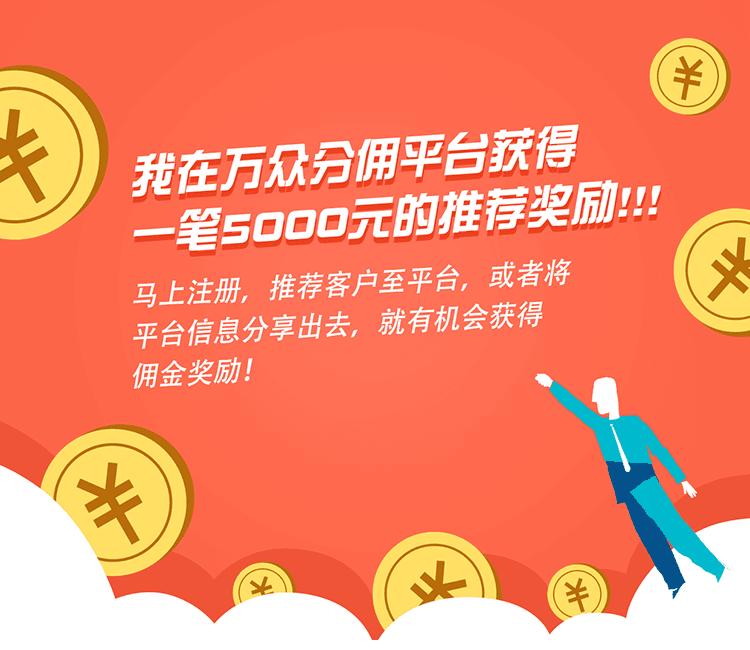 我在万众分佣平台获得
一笔5000元的推荐奖励!!!
马上注册，推荐客户至平台，或者将
平台信息分享出去，就有机会获得
佣金奖励！